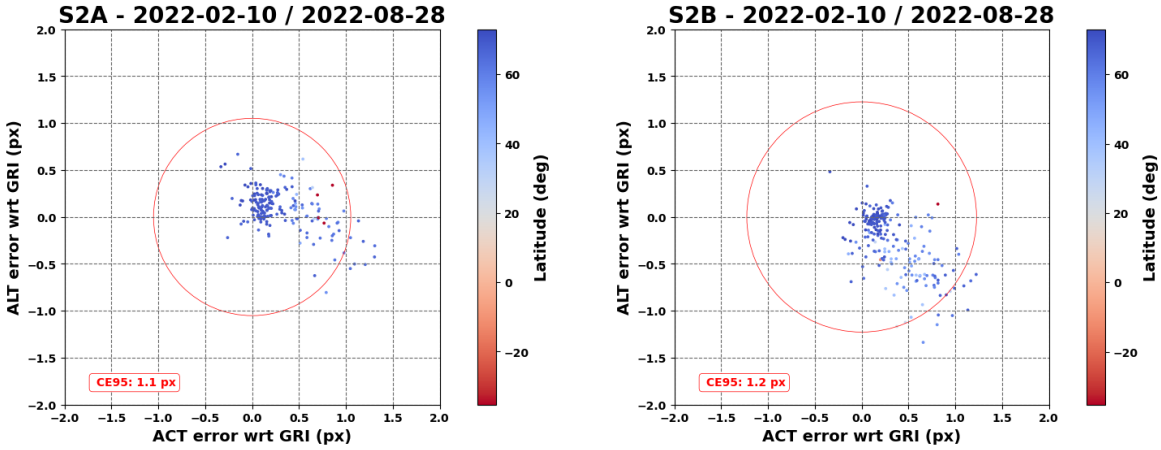 S2A - 2022-02-10 / 2022-08-28
2.0
1.5
1.0
0.5
0.0
−0.5
−1.0
−1.5
−2.0
ALT error wrt GRI (px)
CE95: 1.1 px
−2.0 −1.5 −1.0 −0.5 0.0 0.5 1.0 1.5 2.0
ACT error wrt GRI (px)
60
40
20
0
−20
Latitude (deg)
S2B - 2022-02-10 / 2022-08-28
2.0
1.5
1.0
0.5
0.0
−0.5
−1.0
−1.5
−2.0
ALT error wrt GRI (px)
CE95: 1.2 px
−2.0 −1.5 −1.0 −0.5 0.0 0.5 1.0 1.5 2.0
ACT error wrt GRI (px)
60
40
20
0
−20
Latitude (deg)